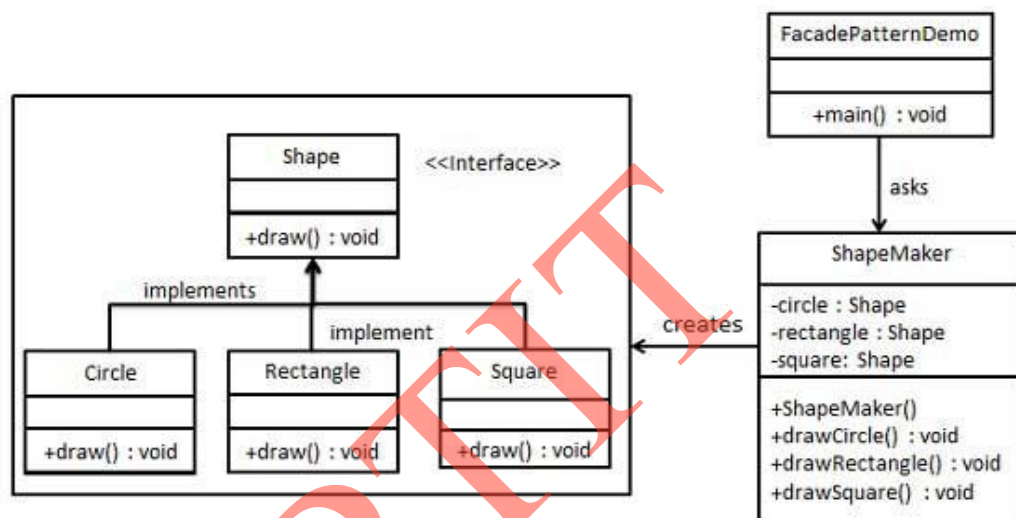 FacadePatternDemo
+main() : void
asks
Shape
<<Interface>>
+draw() : void
implements
implement
Circle
+draw() : void
Rectangle
+draw() : void
Square
+draw() : void
creates
ShapeMaker
-circle : Shape
-rectangle : Shape
-square: Shape
+ShapeMaker()
+drawCircle() : void
+drawRectangle() : void
+drawSquare() : void
PTIT